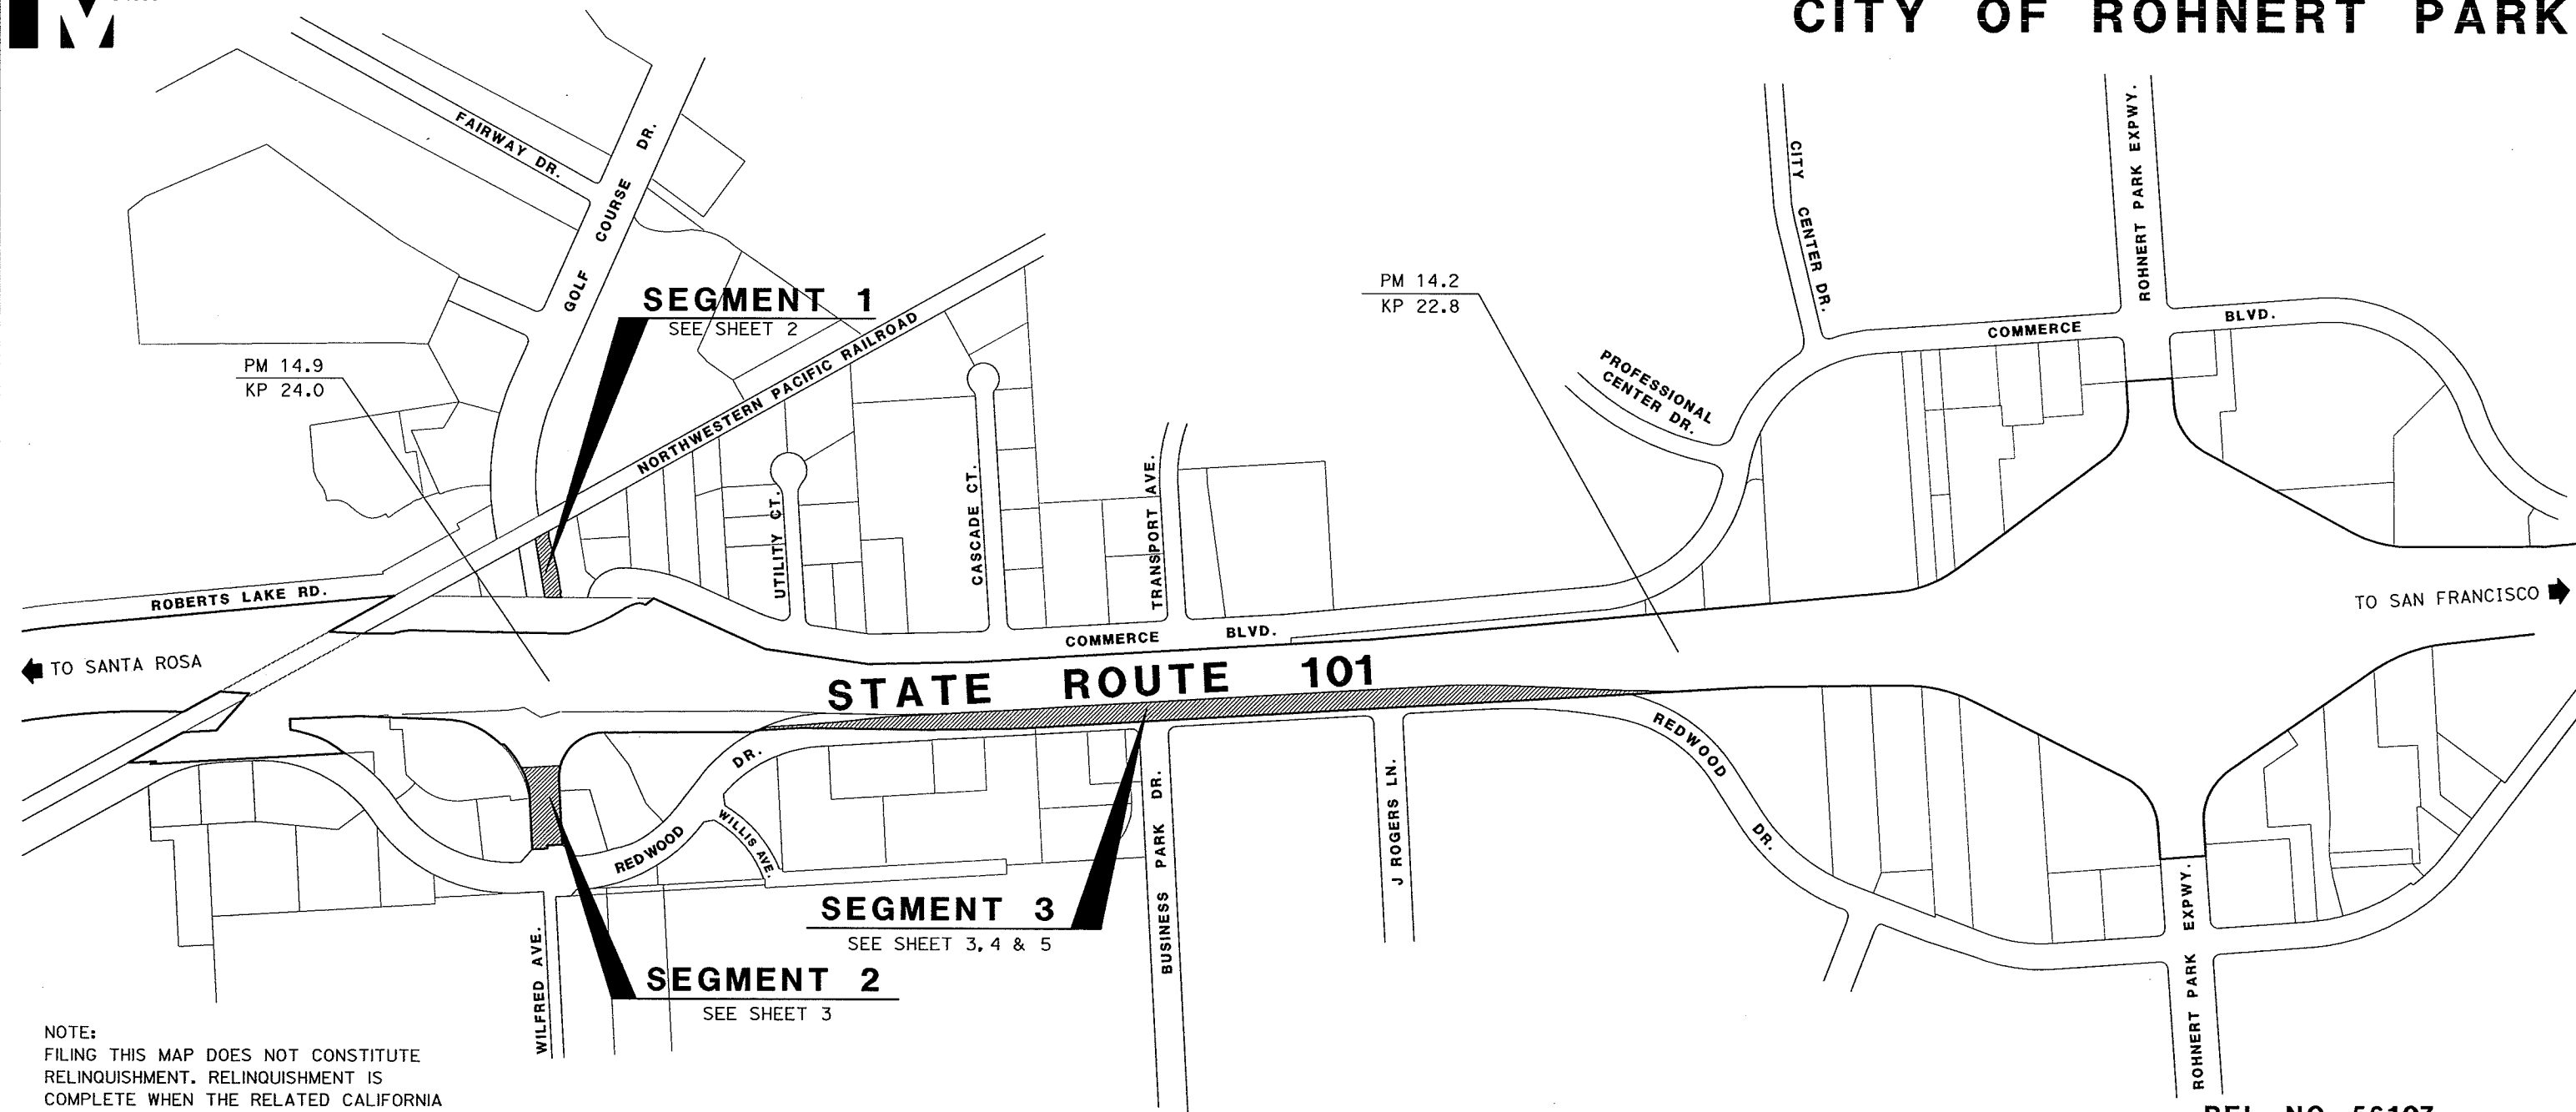 CITY OF ROHNERT PARK
FAIRWAY DR.
GOLF COURSE DR.
CITY CENTER DR.
ROHNERT PARK EXPWY.
SEGMENT 1
SEE SHEET 2
PM 14.2
KP 22.8
COMMERCE BLVD.
NORTHWESTERN PACIFIC RAILROAD
PM 14.9
KP 24.0
PROFESSIONAL
CENTER DR.
UTILITY CT.
CASCADE CT.
TRANSPORT AVE.
ROBERTS LAKE RD.
TO SAN FRANCISCO
COMMERCE BLVD.
TO SANTA ROSA
STATE ROUTE 101
REDWOOD DR.
REDWOOD DR.
WILLIS AVE.
BUSINESS PARK DR.
J ROGERS LN.
SEGMENT 3
SEE SHEET 3, 4 & 5
SEGMENT 2
SEE SHEET 3
WILFRED AVE.
ROHNERT PARK EXPWY.
NOTE:
FILING THIS MAP DOES NOT CONSTITUTE
RELINQUISHMENT. RELINQUISHMENT IS
COMPLETE WHEN THE RELATED CALIFORNIA